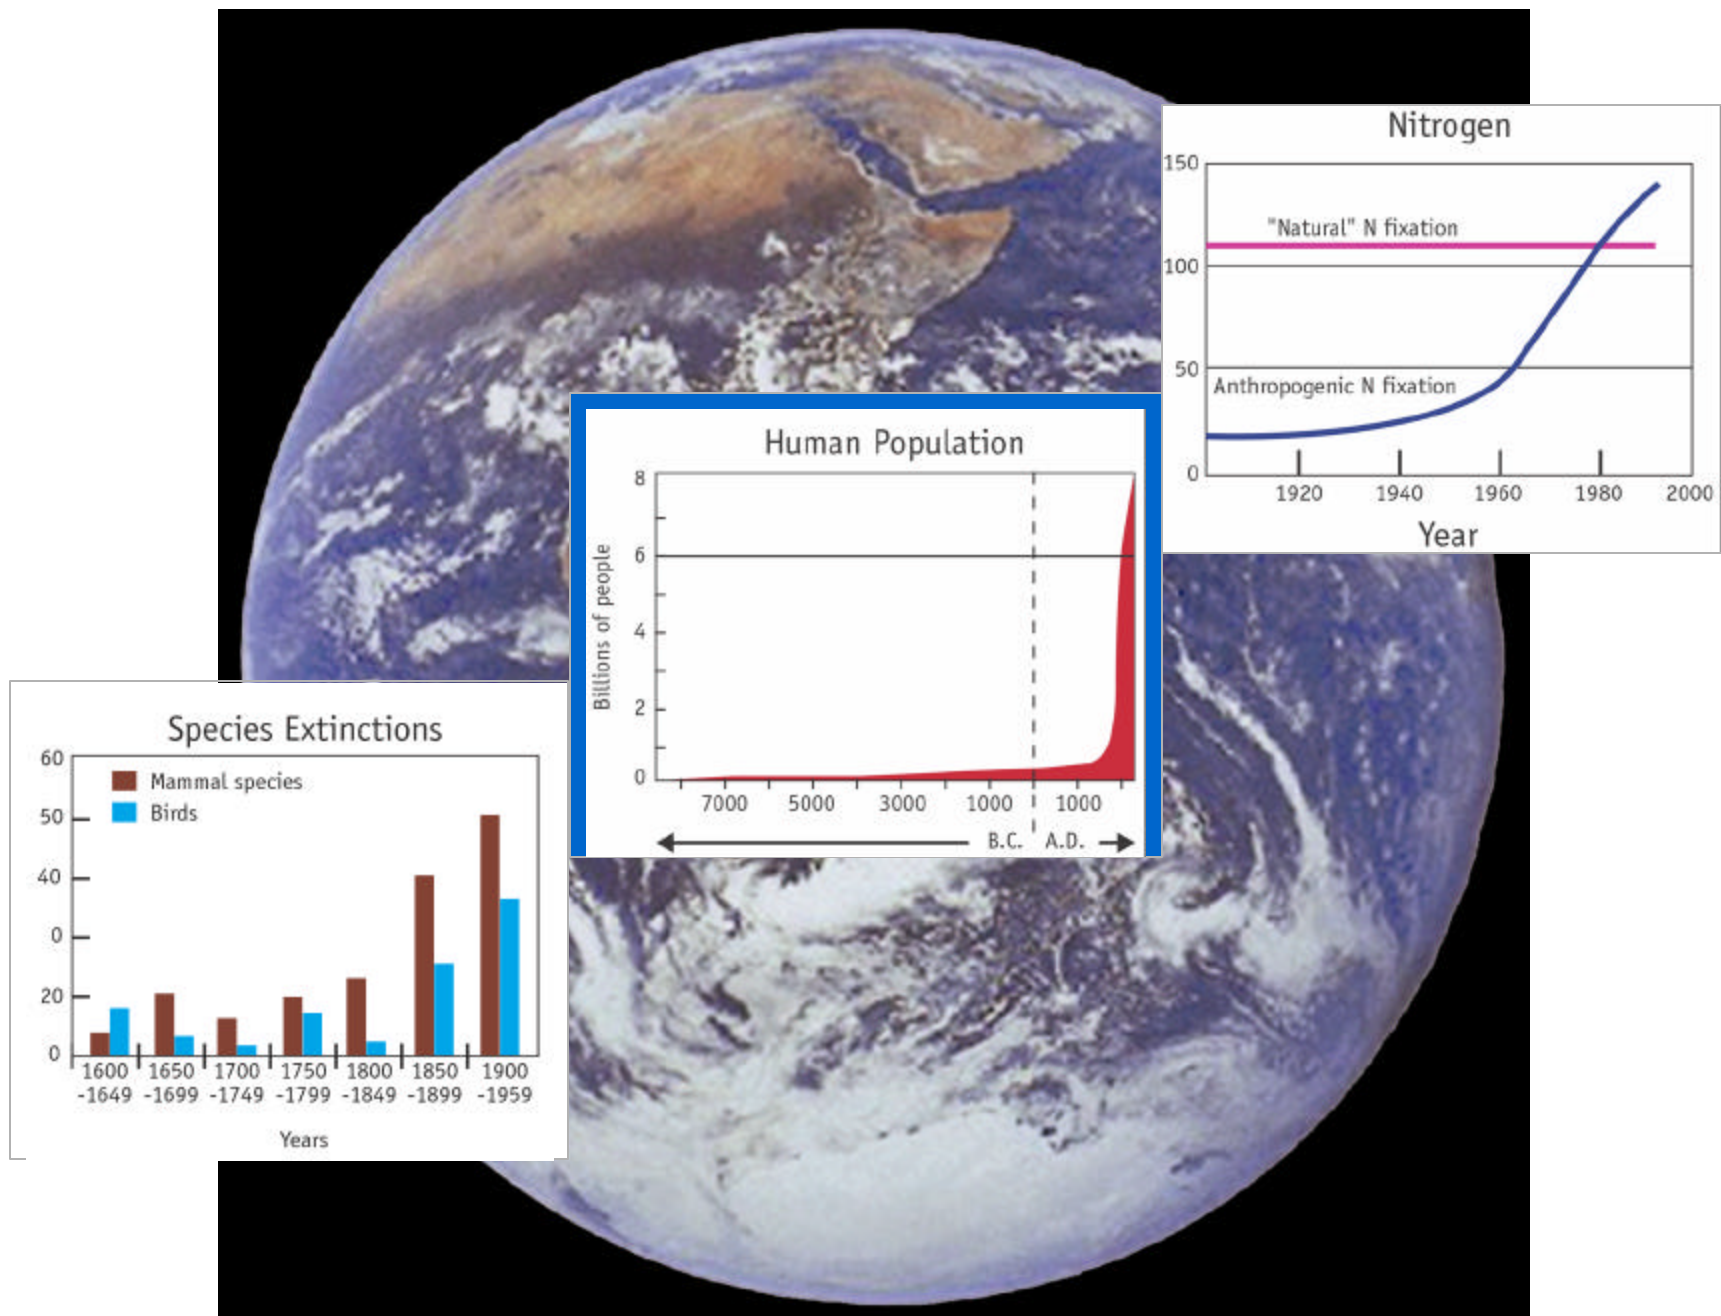 Nitrogen
150
"Natural" N fixation
100
50
Anthropogenic N fixation
0
1920 1940 1960 1980 2000
Year
Human Population
8
6
4
2
0
Billions of people
7000 5000 3000 1000 1000
B.C. A.D.
Species Extinctions
60
Mammal species
50
Birds
40
0
20
0
1600 1650 1700 1750 1800 1850 1900
-1649 -1699 -1749 -1799 -1849 -1899 -1959
Years